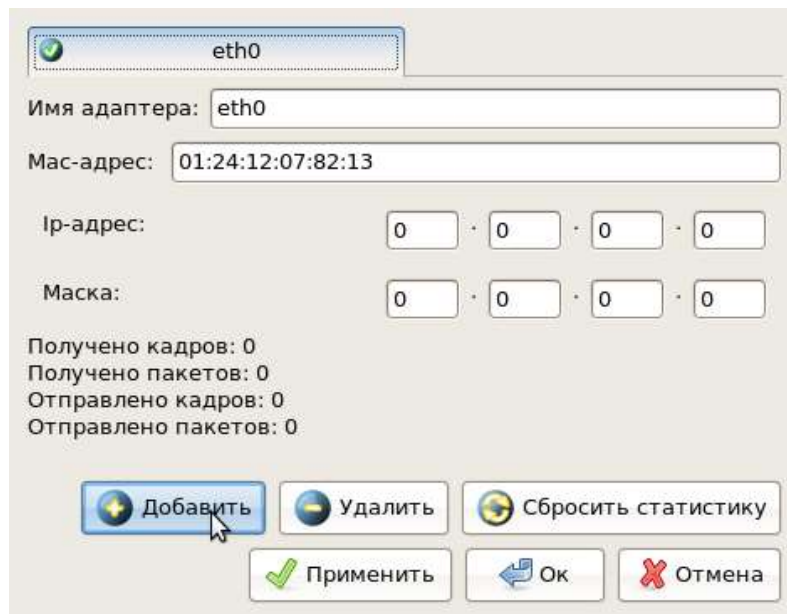 eth0
Имя адаптера: eth0
Мас-адрес: 01:24:12:07:82:13
Ip-адрес: 0 . 0 . 0 . 0
Маска: 0 . 0 . 0 . 0
Получено кадров: 0
Получено пакетов: 0
Отправлено кадров: 0
Отправлено пакетов: 0
Добавить Удалить Сбросить статистику
Применить Ок Отмена